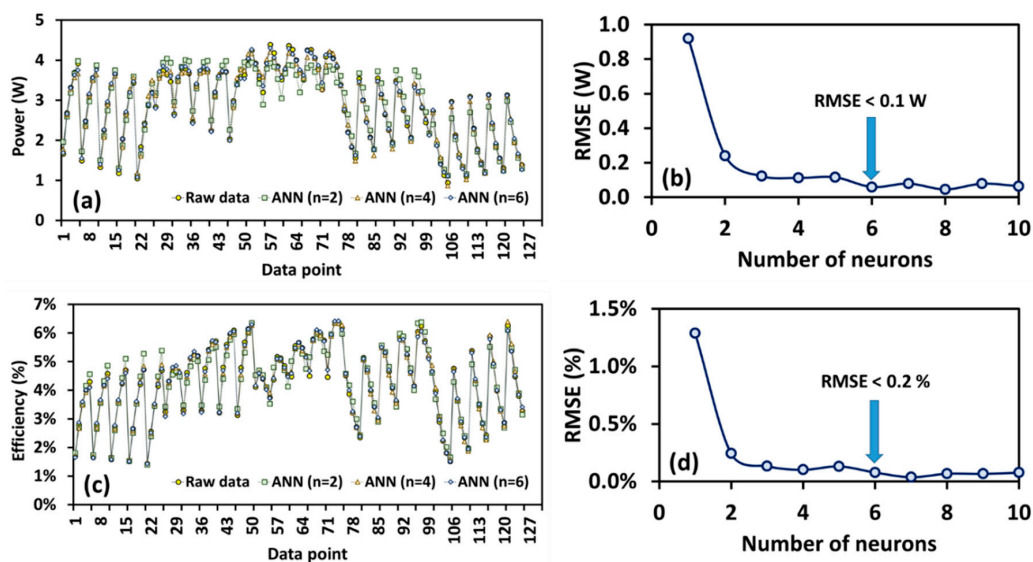 5
4
3
2
1
0
Power (W)
(a)
Raw data ANN (n=2) ANN (n=4) ANN (n=6)
1 8 15 22 29 36 43 50 57 64 71 78 85 92 99 106 113 120 127
Data point
1.0
0.8
0.6
0.4
0.2
0.0
RMSE (W)
RMSE < 0.1 W
(b)
0 2 4 6 8 10
Number of neurons
7%
6%
5%
4%
3%
2%
1%
0%
Efficiency (%)
(c)
Raw data ANN (n=2) ANN (n=4) ANN (n=6)
1 8 15 22 29 36 43 50 57 64 71 78 85 92 99 106 113 120 127
Data point
1.5%
1.0%
0.5%
0.0%
RMSE (%)
RMSE < 0.2 %
(d)
0 2 4 6 8 10
Number of neurons